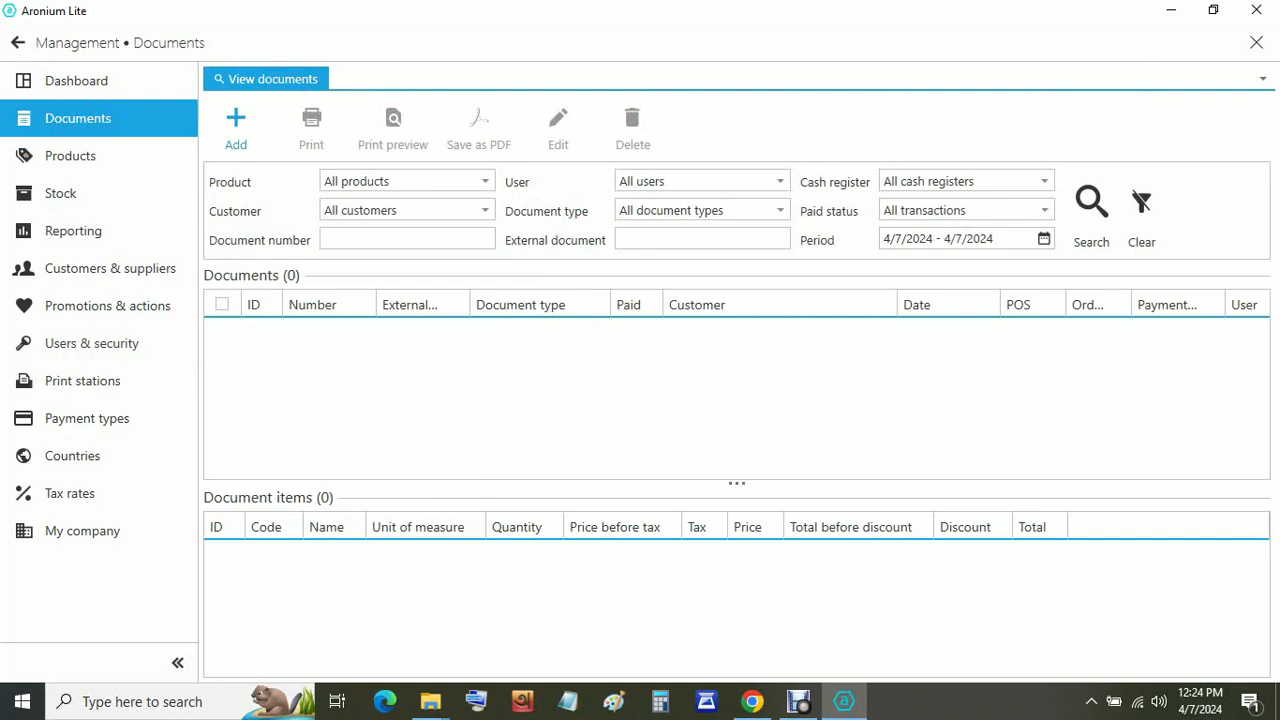 Aronium Lite
Management • Documents
Dashboard
Documents
Products
Stock
Reporting
Customers & suppliers
Promotions & actions
Users & security
Print stations
Payment types
Countries
Tax rates
My company
View documents
Add Print Print preview Save as PDF Edit Delete
Product All products User All users Cash register All cash registers
Customer All customers Document type All document types Paid status All transactions
Document number External document Period 4/7/2024 - 4/7/2024
Search Clear
Documents (0)
ID Number External... Document type Paid Customer Date POS Ord... Payment... User
Document items (0)
ID Code Name Unit of measure Quantity Price before tax Tax Price Total before discount Discount Total
Type here to search
12:24 PM
4/7/2024
1